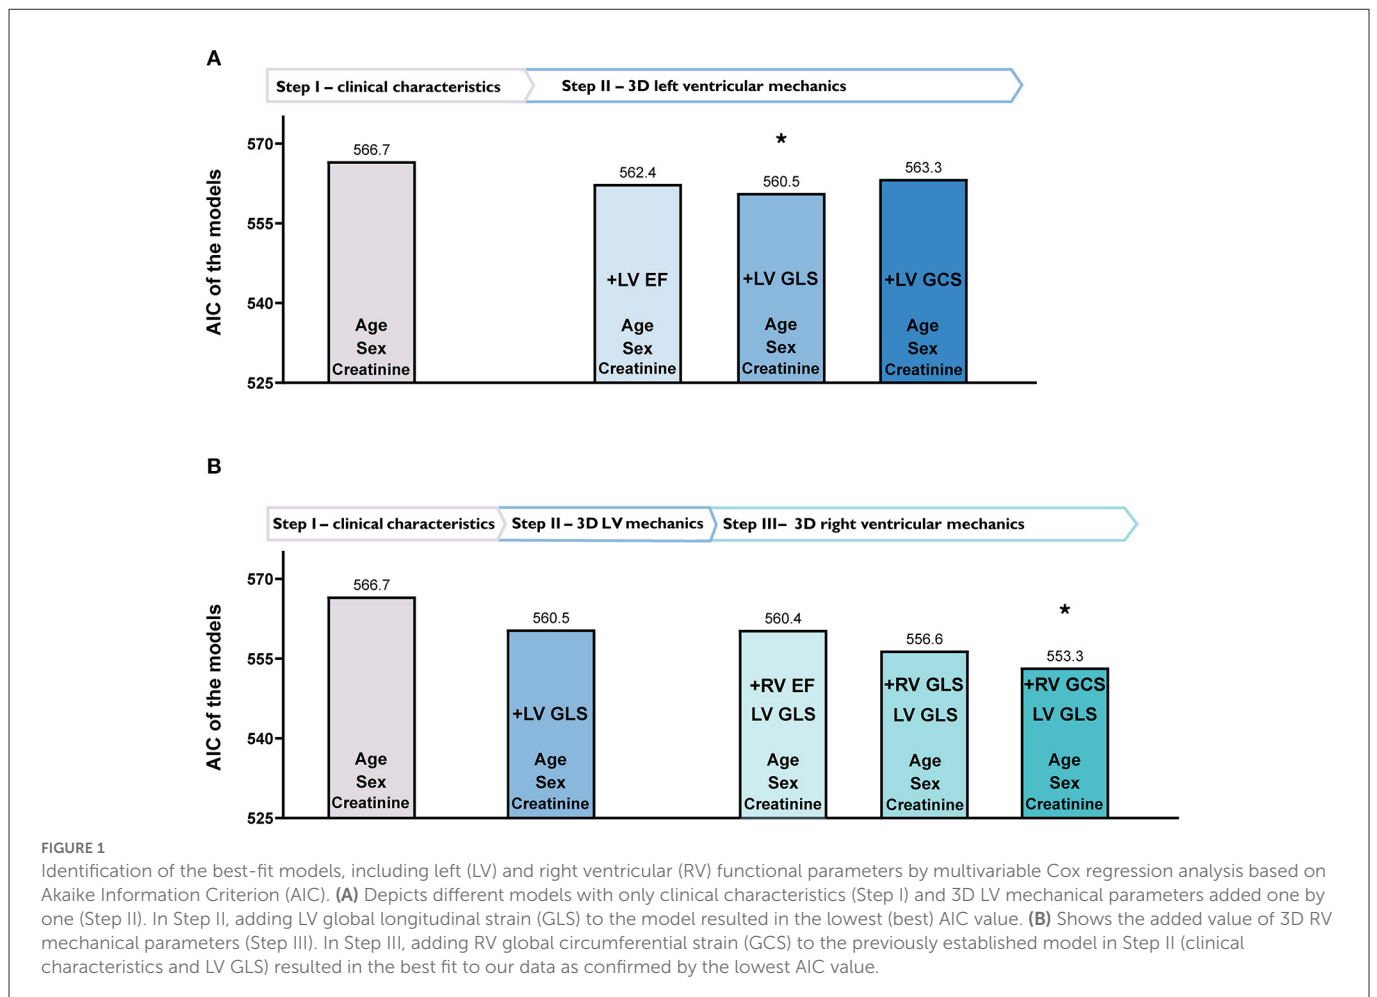 A
Step I – clinical characteristics
Step II – 3D left ventricular mechanics
AIC of the models
570
555
540
525
566.7
Age
Sex
Creatinine
562.4
+LV EF
Age
Sex
Creatinine
*
560.5
+LV GLS
Age
Sex
Creatinine
563.3
+LV GCS
Age
Sex
Creatinine
B
Step I – clinical characteristics
Step II – 3D LV mechanics
Step III– 3D right ventricular mechanics
AIC of the models
570
555
540
525
566.7
Age
Sex
Creatinine
560.5
+LV GLS
Age
Sex
Creatinine
560.4
+RV EF
LV GLS
Age
Sex
Creatinine
556.6
+RV GLS
LV GLS
Age
Sex
Creatinine
*
553.3
+RV GCS
LV GLS
Age
Sex
Creatinine
FIGURE 1
Identification of the best-fit models, including left (LV) and right ventricular (RV) functional parameters by multivariable Cox regression analysis based on
Akaike Information Criterion (AIC). (A) Depicts different models with only clinical characteristics (Step I) and 3D LV mechanical parameters added one by
one (Step II). In Step II, adding LV global longitudinal strain (GLS) to the model resulted in the lowest (best) AIC value. (B) Shows the added value of 3D RV
mechanical parameters (Step III). In Step III, adding RV global circumferential strain (GCS) to the previously established model in Step II (clinical
characteristics and LV GLS) resulted in the best fit to our data as confirmed by the lowest AIC value.